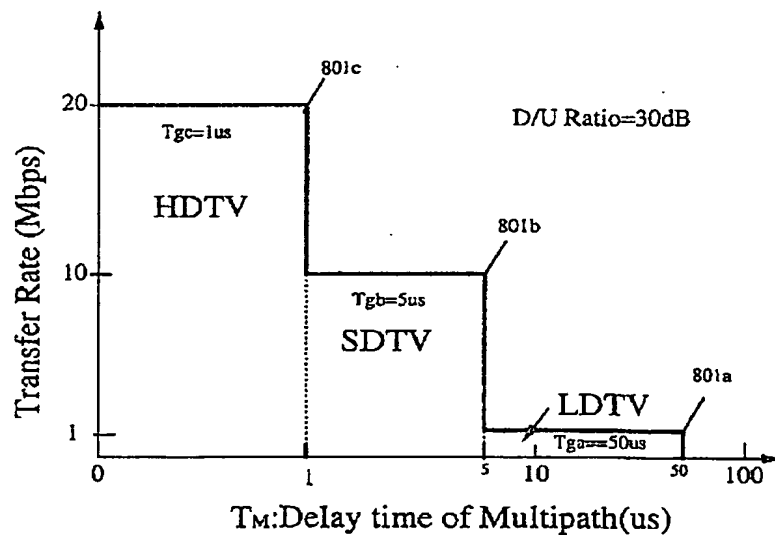 801c
20
Tgc=1us
D/U Ratio=30dB
HDTV
801b
10
Tgb=5us
SDTV
801a
LDTV
1
Tga=50us
0 1 5 10 50 100
Transfer Rate (Mbps)
TM:Delay time of Multipath(us)